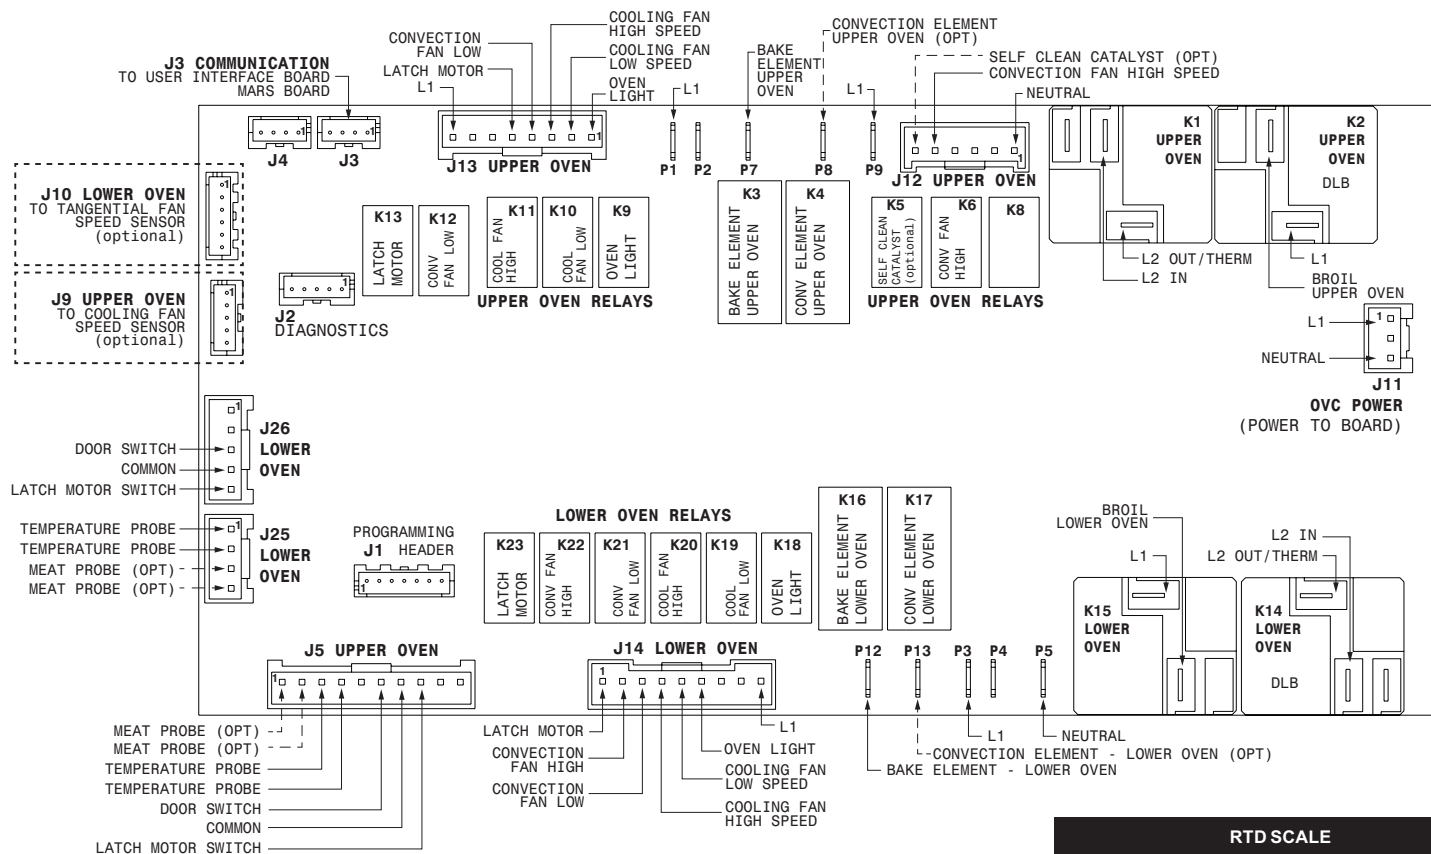 COOLING FAN
HIGH SPEED
CONVECTION
FAN LOW
COOLING FAN
LOW SPEED
LATCH MOTOR
L1
OVEN
LIGHT
L1
BAKE
ELEMENT
UPPER
OVEN
CONVECTION ELEMENT
UPPER OVEN (OPT)
L1
SELF CLEAN CATALYST (OPT)
CONVECTION FAN HIGH SPEED
NEUTRAL
J3 COMMUNICATION
TO USER INTERFACE BOARD
MARS BOARD
J4
J3
1
J13 UPPER OVEN
P1
P2
P7
P8
P9
1
J12 UPPER OVEN
K1
UPPER
OVEN
K2
UPPER
OVEN
DLB
L2 OUT/THERM
L2 IN
L1
BROIL
UPPER OVEN
J10 LOWER OVEN
TO TANGENTIAL FAN
SPEED SENSOR
(optional)
1
J9 UPPER OVEN
TO COOLING FAN
SPEED SENSOR
(optional)
1
1
J2
DIAGNOSTICS
K13
LATCH
MOTOR
K12
CONV
FAN LOW
K11
COOL FAN
HIGH
K10
COOL
FAN LOW
K9
OVEN
LIGHT
UPPER OVEN RELAYS
K3
BAKE ELEMENT
UPPER OVEN
K4
CONV ELEMENT
UPPER OVEN
K5
SELF CLEAN
CATALYST
(optional)
K6
CONV FAN
HIGH
K8
UPPER OVEN RELAYS
L1
1
NEUTRAL
J11
OVC POWER
(POWER TO BOARD)
1
J26
LOWER
OVEN
DOOR SWITCH
COMMON
LATCH MOTOR SWITCH
1
J25
LOWER
OVEN
TEMPERATURE PROBE
TEMPERATURE PROBE
MEAT PROBE (OPT)
MEAT PROBE (OPT)
PROGRAMMING
J1 HEADER
1
LOWER OVEN RELAYS
K23
LATCH
MOTOR
K22
CONV FAN
HIGH
K21
CONV
FAN LOW
K20
COOL FAN
HIGH
K19
COOL
FAN LOW
K18
OVEN
LIGHT
K16
BAKE ELEMENT
LOWER OVEN
K17
CONV ELEMENT
LOWER OVEN
BROIL
LOWER OVEN
L1
L2 IN
L2 OUT/THERM
K15
LOWER
OVEN
K14
LOWER
OVEN
DLB
J5 UPPER OVEN
1
MEAT PROBE (OPT)
MEAT PROBE (OPT)
TEMPERATURE PROBE
TEMPERATURE PROBE
DOOR SWITCH
COMMON
LATCH MOTOR SWITCH
J14 LOWER OVEN
1
LATCH MOTOR
CONVECTION
FAN HIGH
CONVECTION
FAN LOW
L1
OVEN LIGHT
COOLING FAN
LOW SPEED
COOLING FAN
HIGH SPEED
P12
P13
P3
P4
P5
L1
NEUTRAL
CONVECTION ELEMENT - LOWER OVEN (OPT)
BAKE ELEMENT - LOWER OVEN
RTD SCALE